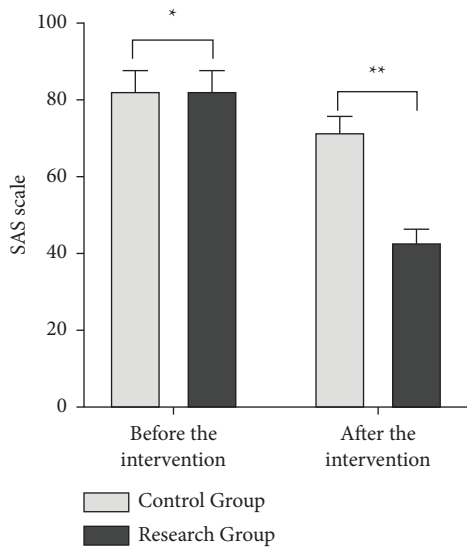 100
80
60
40
20
0
SAS scale
*
**
Before the
intervention
After the
intervention
Control Group
Research Group